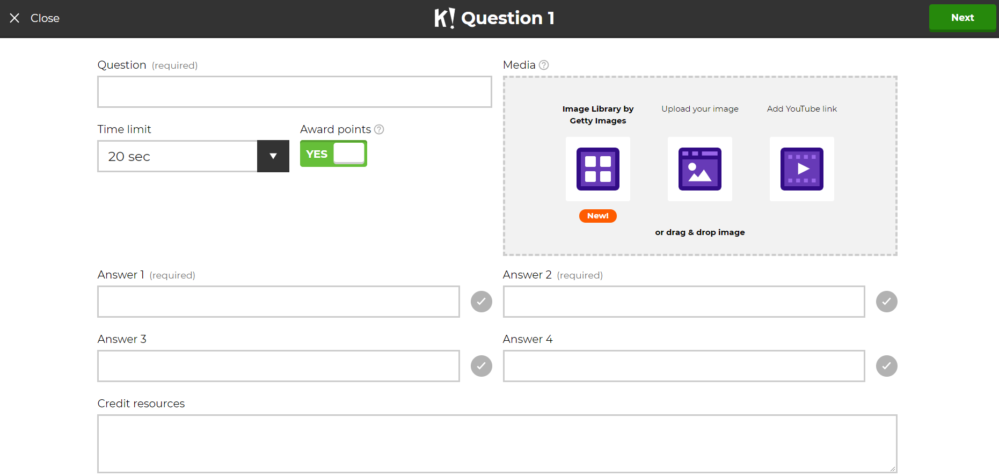 Close
K! Question 1
Next
Question (required)
Media ?
Image Library by
Getty Images
Upload your image
Add YouTube link
New!
or drag & drop image
Time limit
20 sec
Award points ?
YES
Answer 1 (required)
Answer 2 (required)
Answer 3
Answer 4
Credit resources